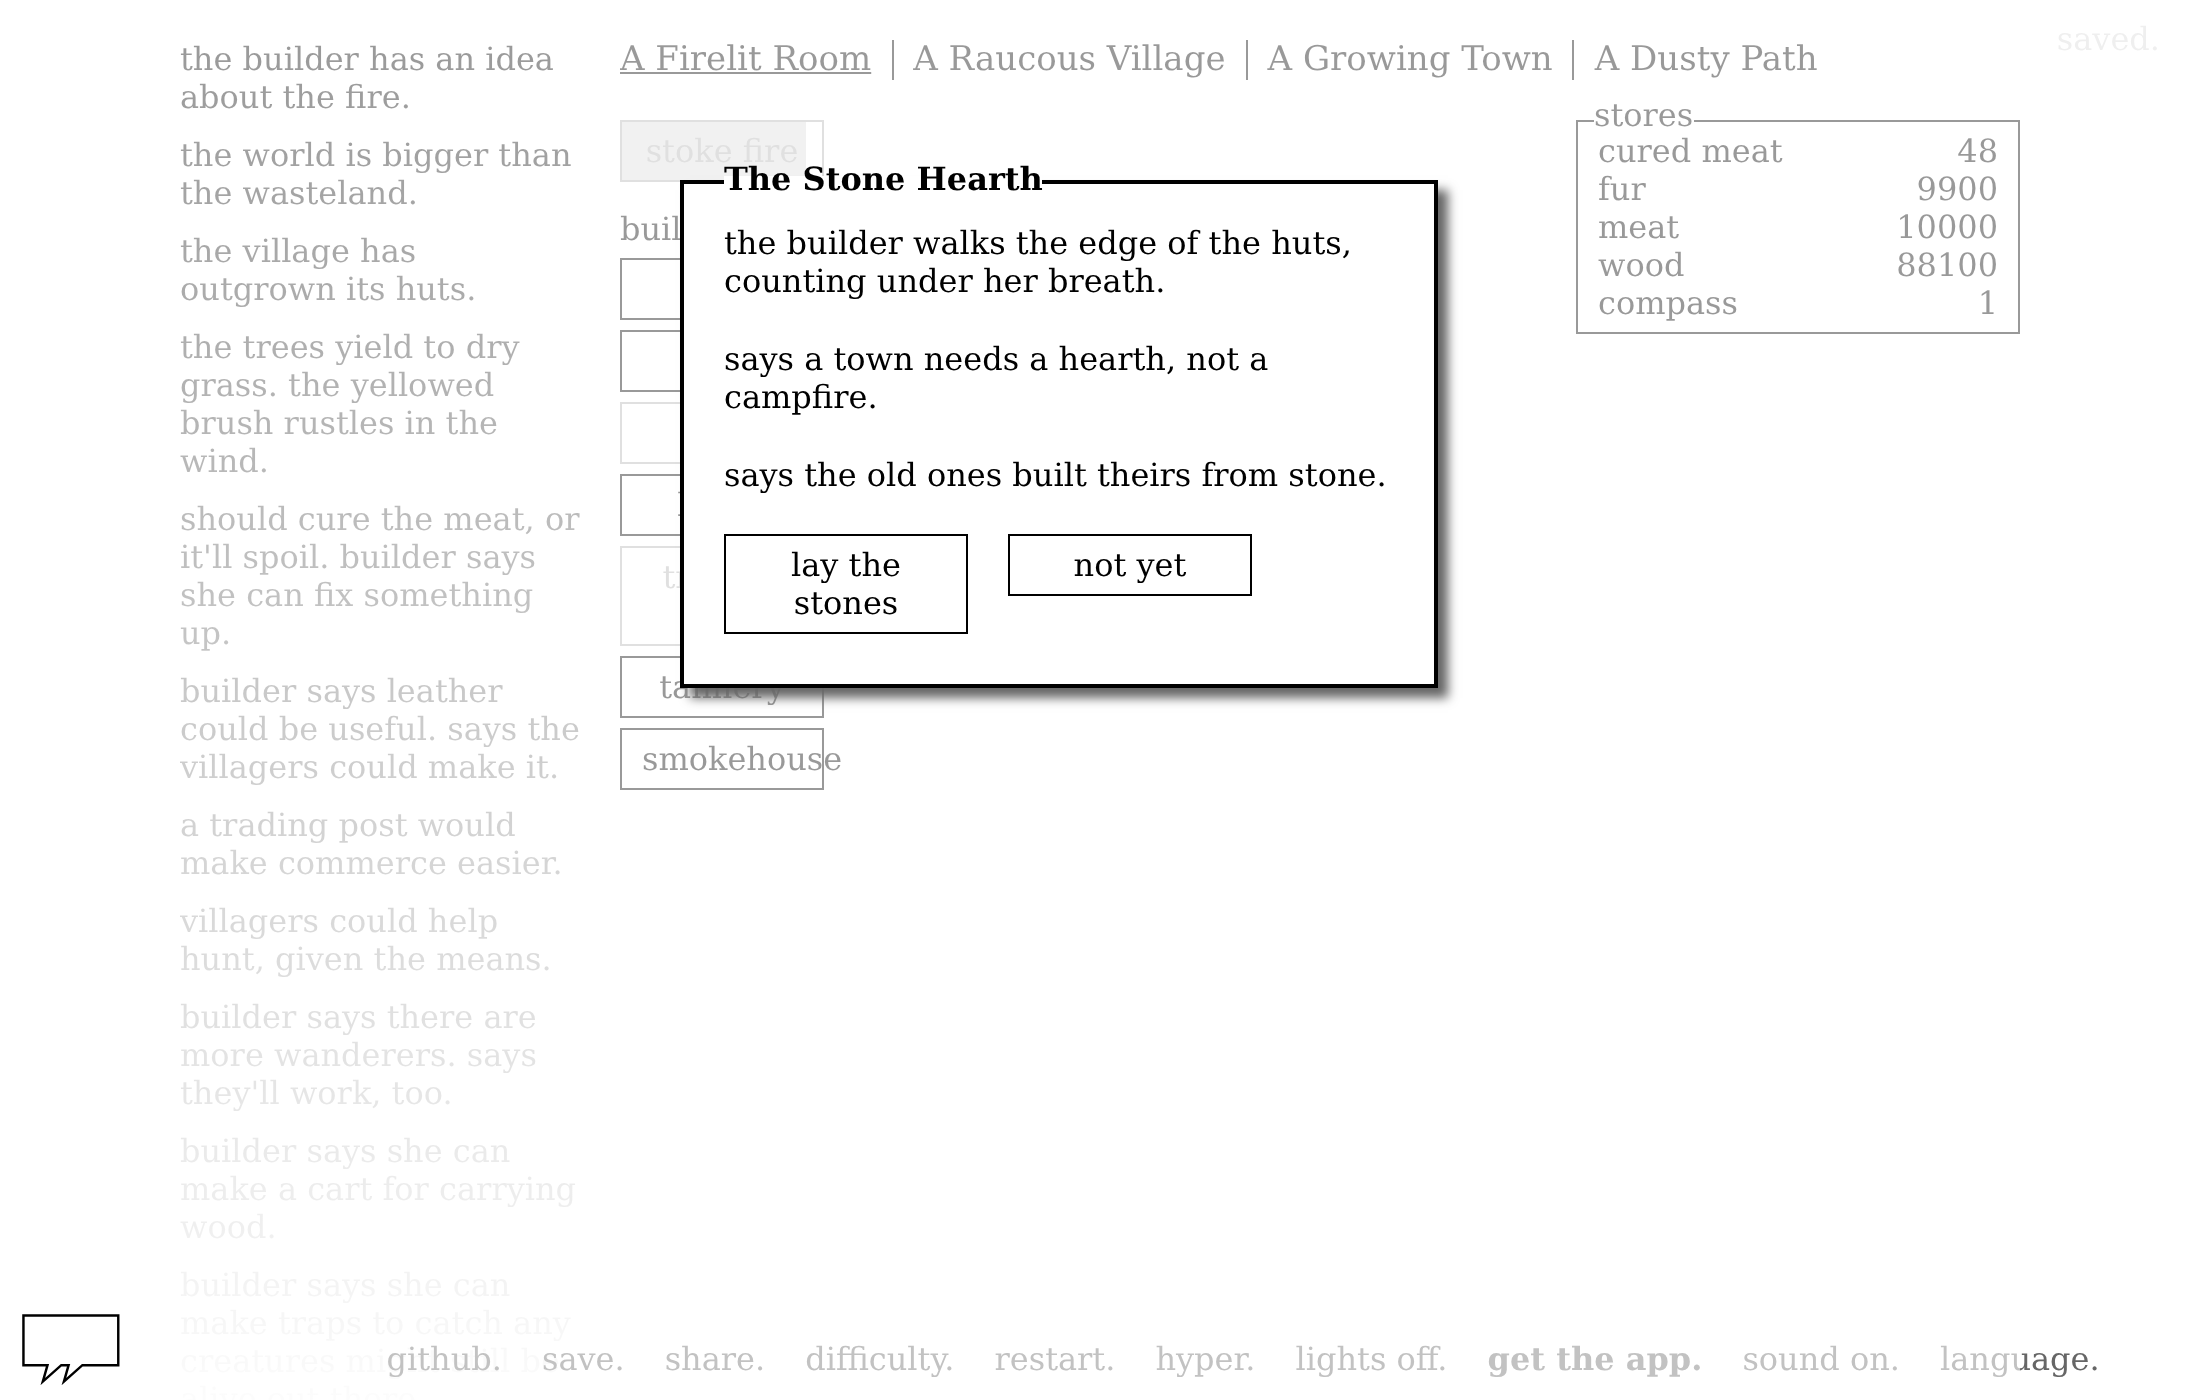 saved.
the builder has an idea
about the fire.
the world is bigger than
the wasteland.
the village has
outgrown its huts.
the trees yield to dry
grass. the yellowed
brush rustles in the
wind.
should cure the meat, or
it'll spoil. builder says
she can fix something
up.
builder says leather
could be useful. says the
villagers could make it.
a trading post would
make commerce easier.
villagers could help
hunt, given the means.
builder says there are
more wanderers. says
they'll work, too.
builder says she can
make a cart for carrying
wood.
builder says she can
make traps to catch any
creatures
alive out there
A Firelit Room
A Raucous Village
A Growing Town
A Dusty Path
stoke fire
The Stone Hearth
the builder walks the edge of the huts,
counting under her breath.
says a town needs a hearth, not a
campfire.
says the old ones built theirs from stone.
lay the
stones
not yet
tannery
smokehouse
stores
cured meat 48
fur 9900
meat 10000
wood 88100
compass 1
github. save. share. difficulty. restart. hyper. lights off. get the app. sound on. language.